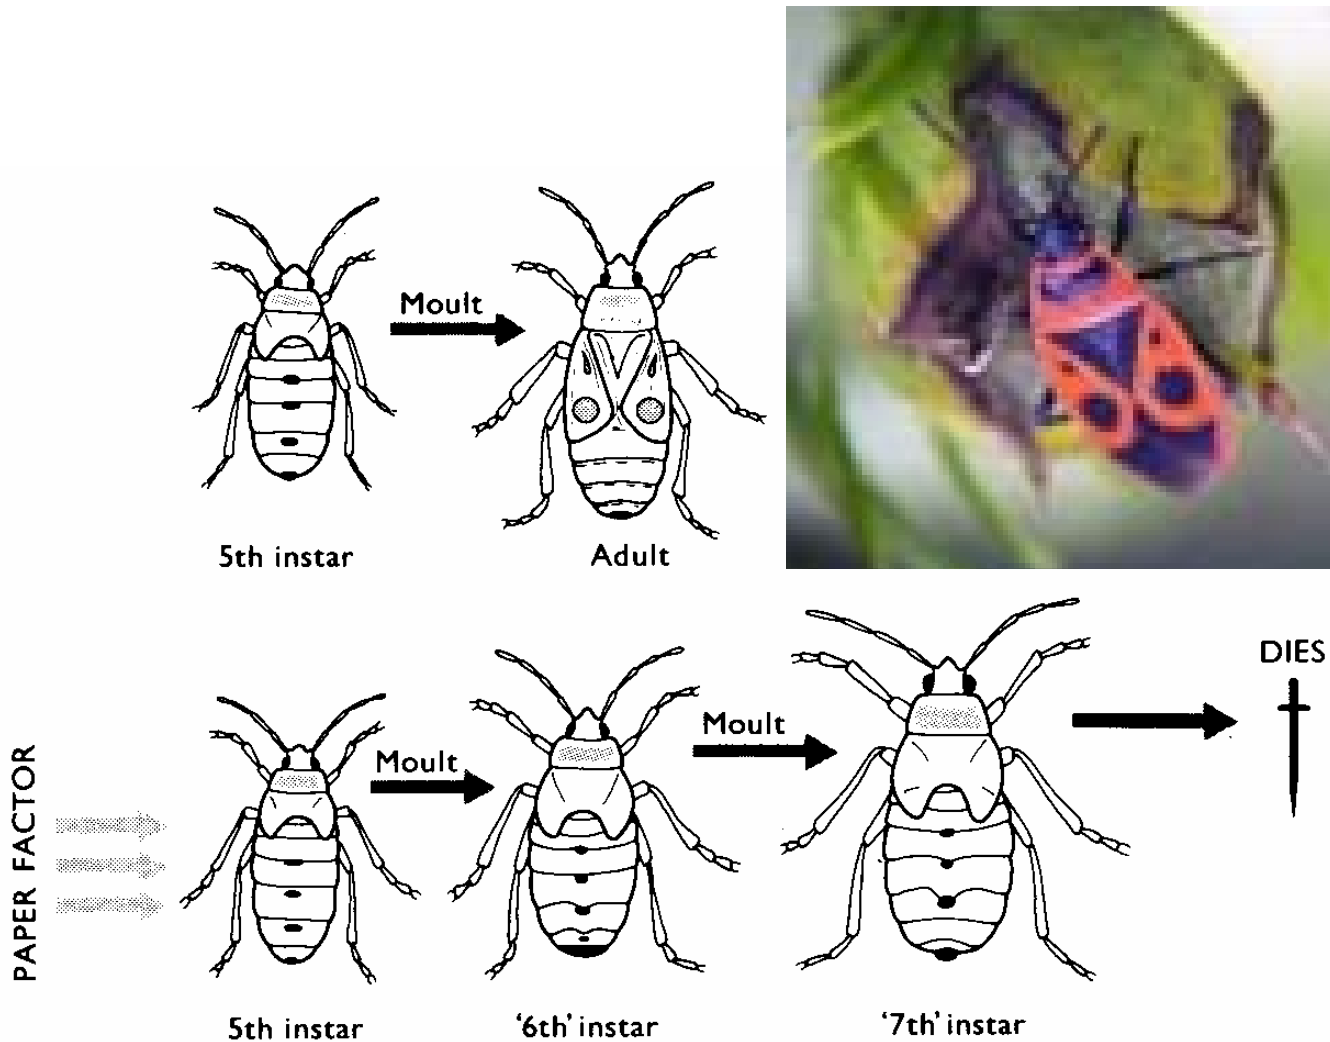 Moult
5th instar
Adult
PAPER FACTOR
Moult
Moult
DIES
5th instar
‘6th’ instar
‘7th’ instar